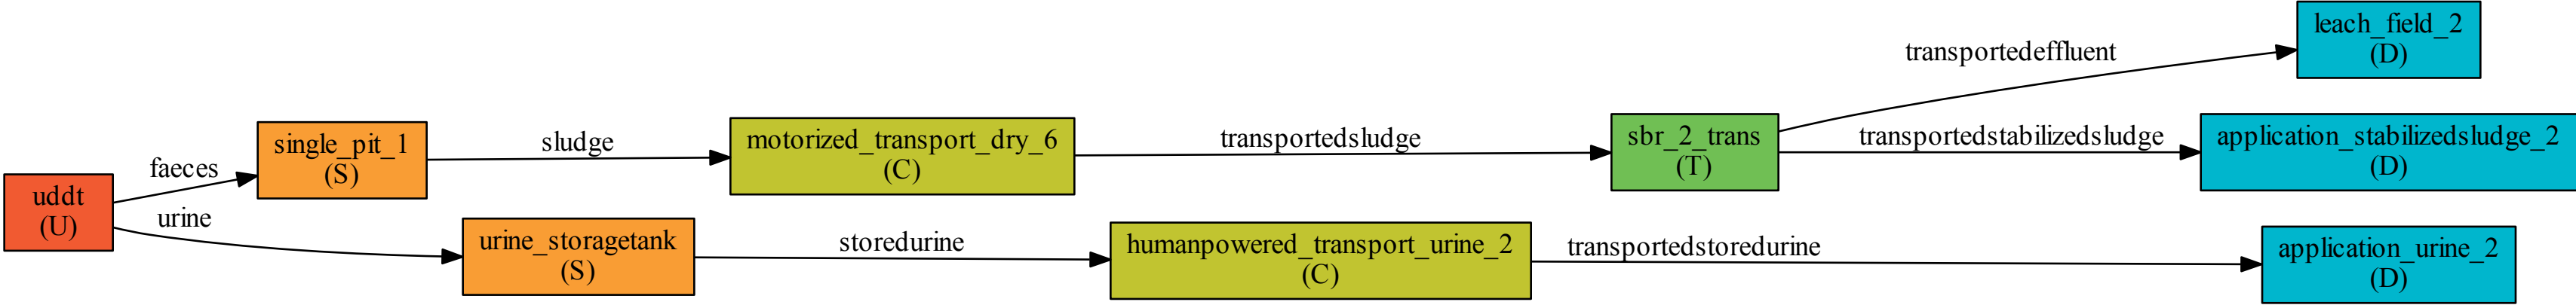 uddt
(U)
faeces
urine
single_pit_1
(S)
sludge
motorized_transport_dry_6
(C)
transportedsludge
sbr_2_trans
(T)
transportedeffluent
leach_field_2
(D)
transportedstabilizedsludge
application_stabilizedsludge_2
(D)
urine_storagetank
(S)
storedurine
humanpowered_transport_urine_2
(C)
transportedstoredurine
application_urine_2
(D)